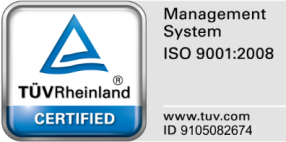 TÜVRheinland®
CERTIFIED
Management
System
ISO 9001:2008
www.tuv.com
ID 9105082674